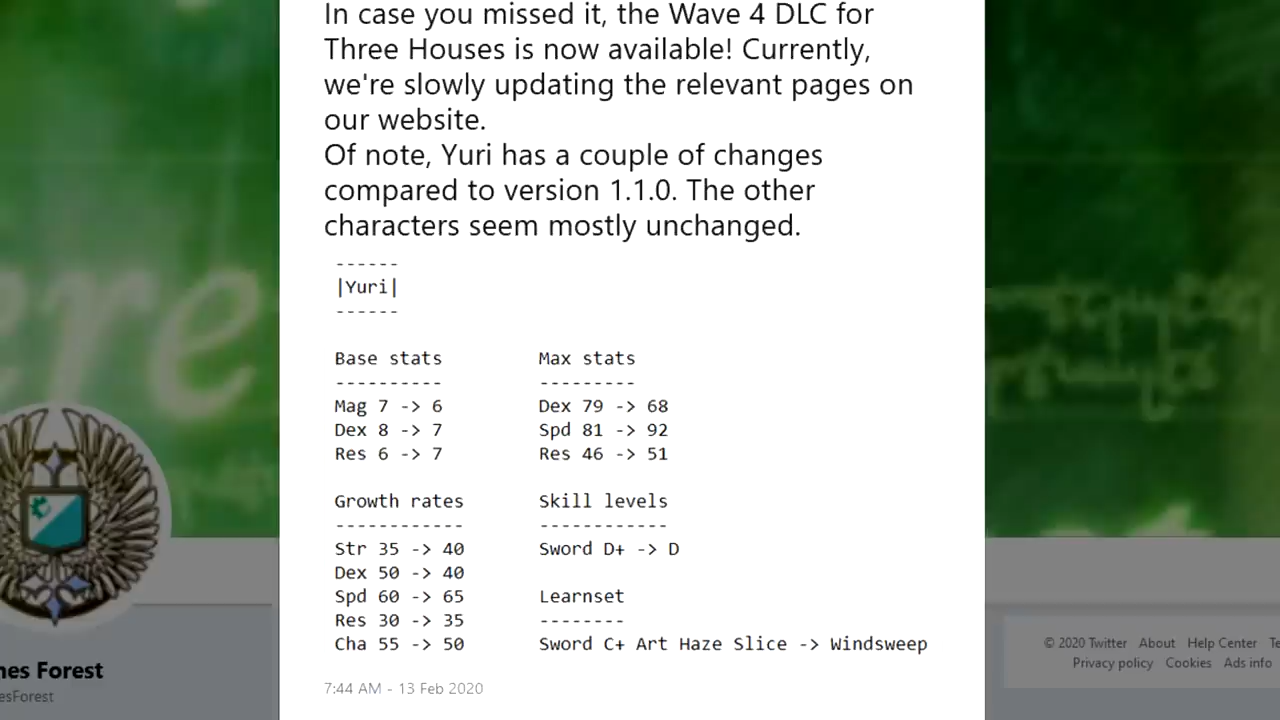 In case you missed it, the Wave 4 DLC for
Three Houses is now available! Currently,
we're slowly updating the relevant pages on
our website.
Of note, Yuri has a couple of changes
compared to version 1.1.0. The other
characters seem mostly unchanged.
------
|Yuri|
------
Base stats
----------
Mag 7 -> 6
Dex 8 -> 7
Res 6 -> 7
Max stats
---------
Dex 79 -> 68
Spd 81 -> 92
Res 46 -> 51
Growth rates
------------
Str 35 -> 40
Dex 50 -> 40
Spd 60 -> 65
Res 30 -> 35
Cha 55 -> 50
Skill levels
------------
Sword D+ -> D
Learnset
--------
Sword C+ Art Haze Slice -> Windsweep
7:44 AM - 13 Feb 2020
nes Forest
esForest
© 2020 Twitter About Help Center Te
Privacy policy Cookies Ads info